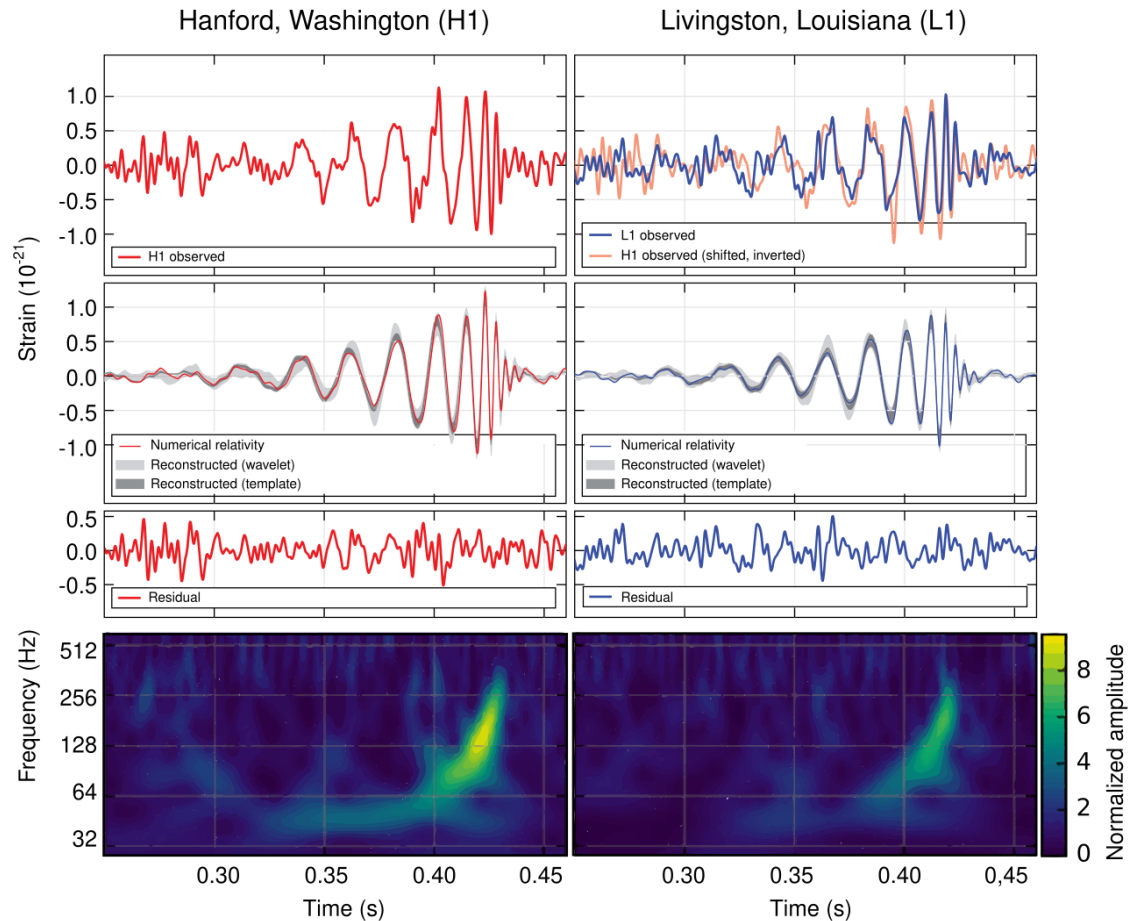 Hanford, Washington (H1)
Livingston, Louisiana (L1)
Strain (10⁻²¹)
1.0
0.5
0.0
-0.5
-1.0
H1 observed
L1 observed
H1 observed (shifted, inverted)
1.0
0.5
0.0
-0.5
-1.0
Numerical relativity
Reconstructed (wavelet)
Reconstructed (template)
Numerical relativity
Reconstructed (wavelet)
Reconstructed (template)
0.5
0.0
-0.5
Residual
Residual
Frequency (Hz)
512
256
128
64
32
0.30 0.35 0.40 0.45
Time (s)
0.30 0.35 0.40 0,45
Time (s)
8
6
4
2
0
Normalized amplitude